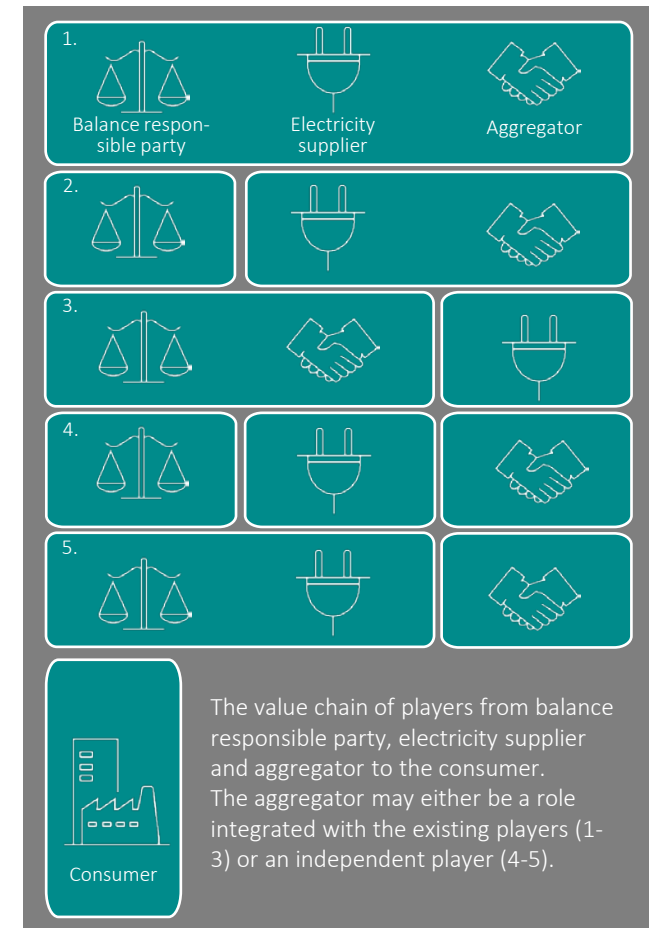 1.
Balance respon-
sible party
Electricity
supplier
Aggregator
2.
3.
4.
5.
The value chain of players from balance
responsible party, electricity supplier
and aggregator to the consumer.
The aggregator may either be a role
integrated with the existing players (1-
3) or an independent player (4-5).
Consumer